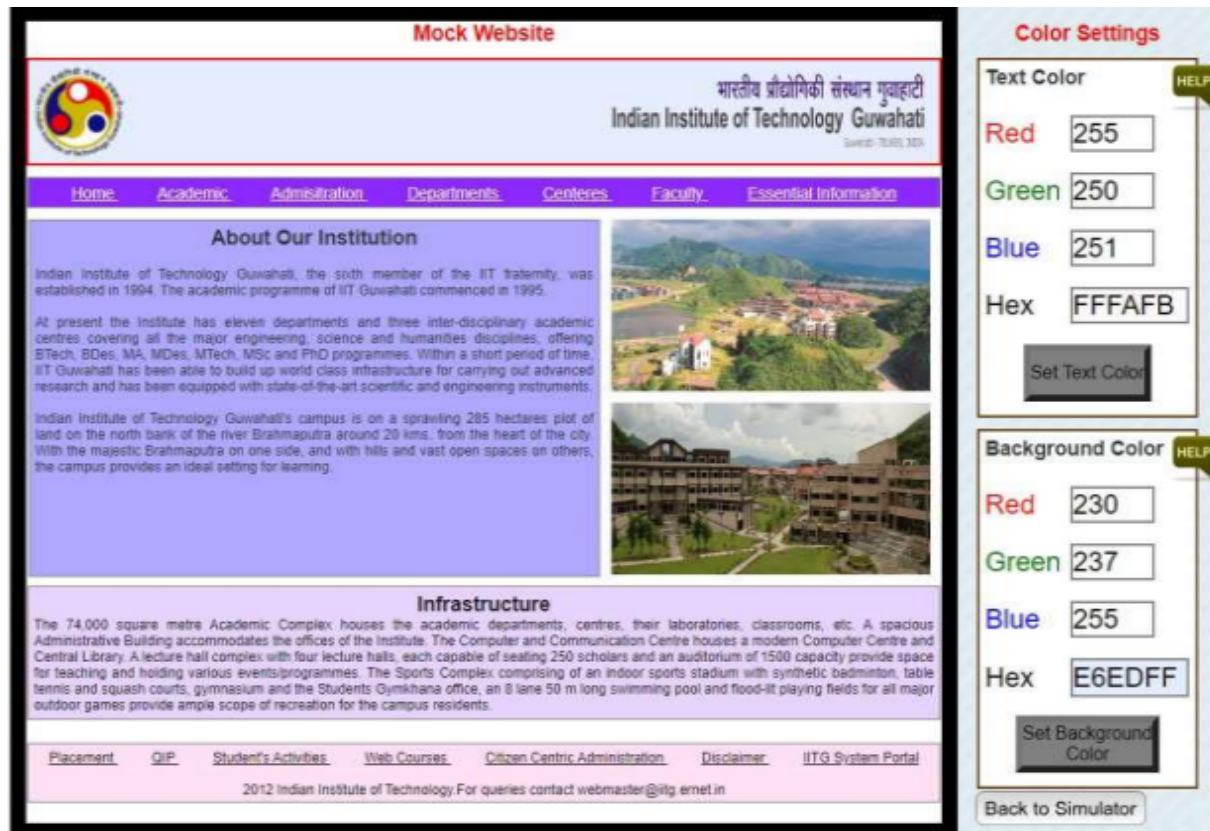 Mock Website
भारतीय प्रौद्योगिकी संस्थान गुवाहाटी
Indian Institute of Technology Guwahati
Home Academic Admisitration Departments Centeres Faculty Essential Information
About Our Institution
Indian Institute of Technology Guwahati, the sixth member of the IIT fraternity, was
established in 1994. The academic programme of IIT Guwahati commenced in 1995.
At present the Institute has eleven departments and three inter-disciplinary academic
centres covering all the major engineering, science and humanities disciplines, offering
BTech, BDes, MA, MDes, MTech, MSc and PhD programmes. Within a short period of time,
IIT Guwahati has been able to build up world class infrastructure for carrying out advanced
research and has been equipped with state-of-the-art scientific and engineering instruments.
Indian Institute of Technology Guwahati's campus is on a sprawling 285 hectares plot of
land on the north bank of the river Brahmaputra around 20 kms. from the heart of the city.
With the majestic Brahmaputra on one side, and with hills and vast open spaces on others,
the campus provides an ideal setting for learning.
Infrastructure
The 74,000 square metre Academic Complex houses the academic departments, centres, their laboratories, classrooms, etc. A spacious
Administrative Building accommodates the offices of the Institute. The Computer and Communication Centre houses a modern Computer Centre and
Central Library. A lecture hall complex with four lecture halls, each capable of seating 250 scholars and an auditorium of 1500 capacity provide space
for teaching and holding various events/programmes. The Sports Complex comprising of an indoor sports stadium with synthetic badminton, table
tennis and squash courts, gymnasium and the Students Gymkhana office, an 8 lane 50 m long swimming pool and flood-lit playing fields for all major
outdoor games provide ample scope of recreation for the campus residents.
Placement QIP Student's Activities Web Courses Citizen Centric Administration Disclaimer IITG System Portal
2012 Indian Institute of Technology.For queries contact webmaster@iitg.ernet.in
Color Settings
Text Color
HELP
Red 255
Green 250
Blue 251
Hex FFFAFB
Set Text Color
Background Color
HELP
Red 230
Green 237
Blue 255
Hex E6EDFF
Set Background
Color
Back to Simulator